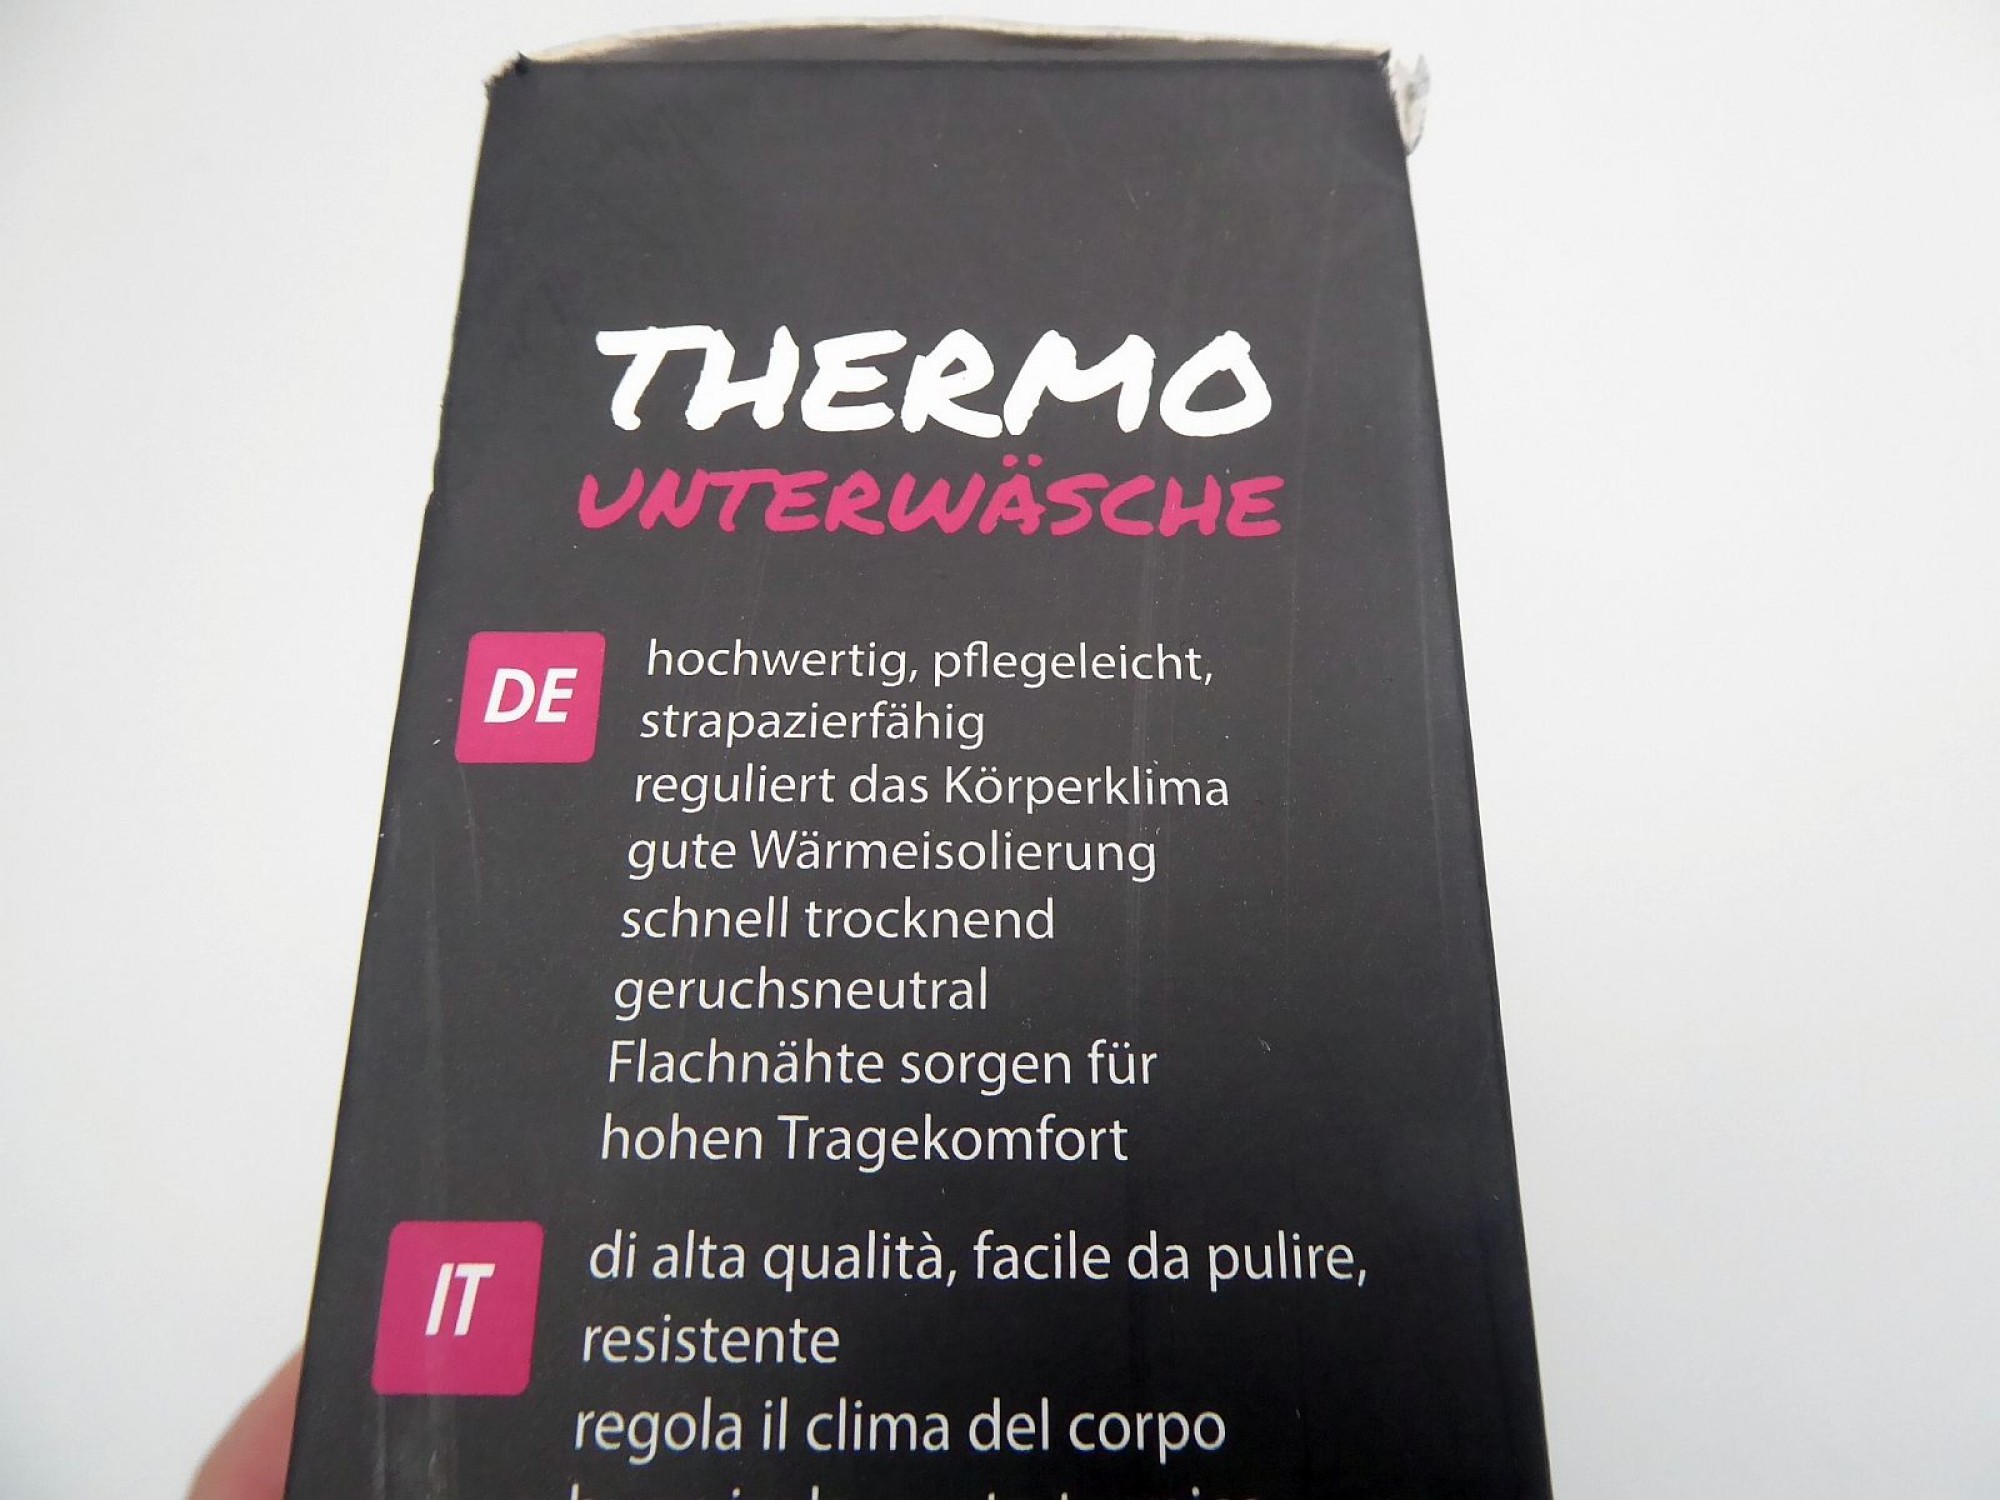 THERMO
UNTERWÄSCHE
DE
hochwertig, pflegeleicht,
strapazierfähig
reguliert das Körperklima
gute Wärmeisolierung
schnell trocknend
geruchsneutral
Flachnähte sorgen für
hohen Tragekomfort
IT
di alta qualità, facile da pulire,
resistente
regola il clima del corpo